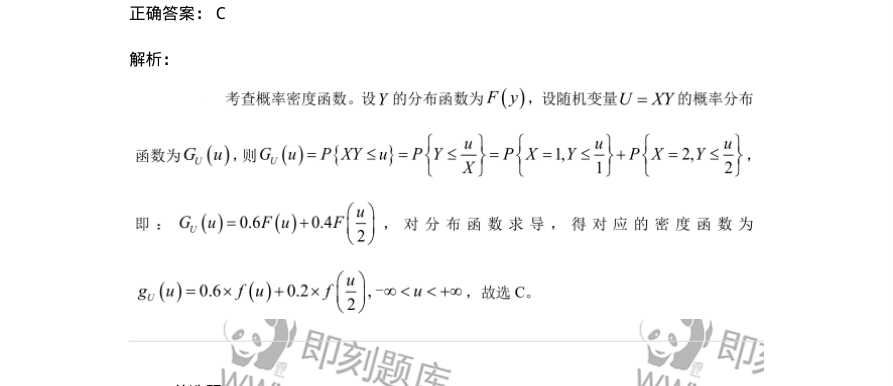 正确答案： C
解析：
考查概率密度函数。设Y 的分布函数为F(y)，设随机变量U = XY的概率分布
函数为G_U(u)，则G_U(u)=P{XY≤u}=P{Y≤u/X}=P{X=1,Y≤u/1}+P{X=2,Y≤u/2}，
即：G_U(u)=0.6F(u)+0.4F(u/2)，对分布函数求导，得对应的密度函数为
g_U(u)=0.6×f(u)+0.2×f(u/2),-∞<u<+∞，故选 C。
即刻题库 即